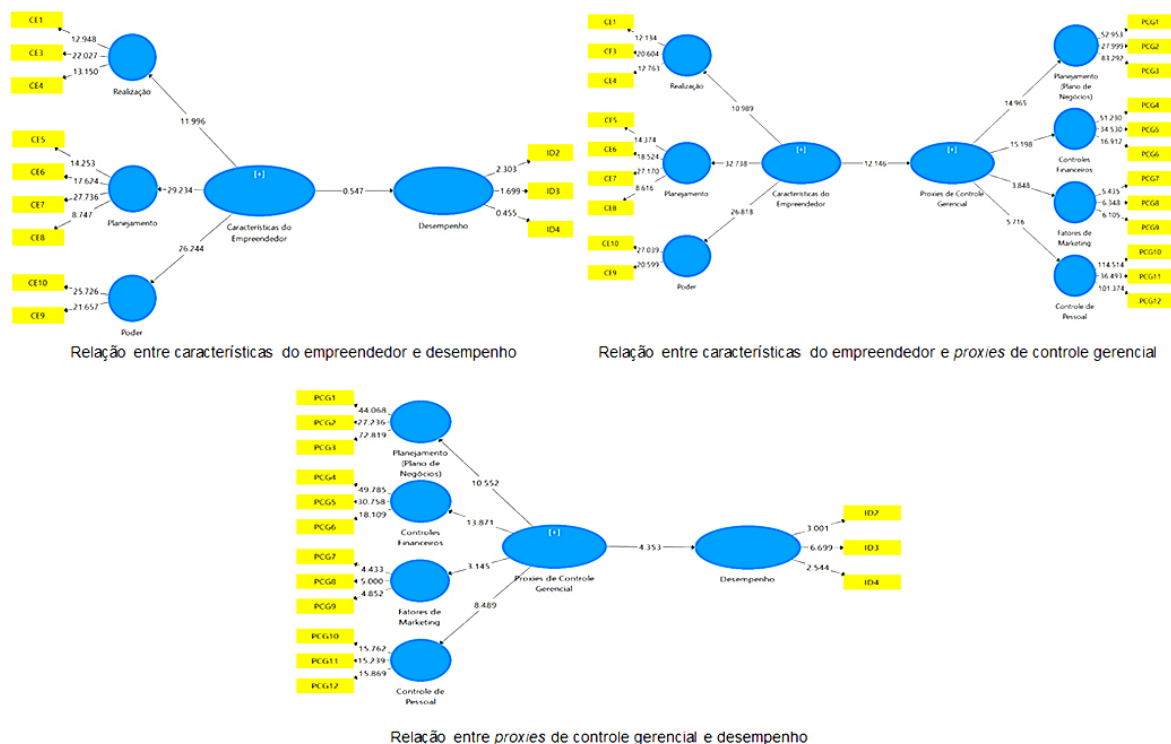 CE1
12.948
CE3
22.027
13.150
CE4
Realização
11.996
CE5
14.253
CE6
17.624
CE7
27.736
8.747
CE8
Planejamento
29.234
[+]
Características do
Empreendedor
0.547
Desempenho
2.303
ID2
1.699
ID3
0.455
ID4
26.244
CE10
25.726
CE9
21.657
Poder
Relação entre características do empreendedor e desempenho
CE1
12.134
CE3
20.604
12.761
CE4
Realização
10.989
CE5
14.374
CE6
18.524
CE7
27.170
8.616
CE8
Planejamento
32.738
[+]
Características do
Empreendedor
12.146
[+]
Proxies de Controle
Gerencial
26.818
CE10
27.039
CE9
20.599
Poder
14.965
Planejamento
(Plano de
Negócios)
52.953
PCG1
27.999
PCG2
83.292
PCG3
15.198
Controles
Financeiros
51.230
PCG4
34.530
PCG5
16.912
PCG6
3.848
Fatores de
Marketing
5.435
PCG7
6.348
PCG8
6.105
PCG9
5.716
Controle de
Pessoal
114.514
PCG10
36.493
PCG11
101.374
PCG12
Relação entre características do empreendedor e proxies de controle gerencial
PCG1
44.068
PCG2
27.236
72.819
PCG3
Planejamento
(Plano de
Negócios)
10.552
PCG4
49.785
PCG5
30.758
18.109
PCG6
Controles
Financeiros
13.871
PCG7
4.433
PCG8
5.000
4.852
PCG9
Fatores de
Marketing
3.145
PCG10
15.762
PCG11
15.239
15.869
PCG12
Controle de
Pessoal
8.489
[+]
Proxies de Controle
Gerencial
4.353
Desempenho
3.001
ID2
6.699
ID3
2.544
ID4
Relação entre proxies de controle gerencial e desempenho